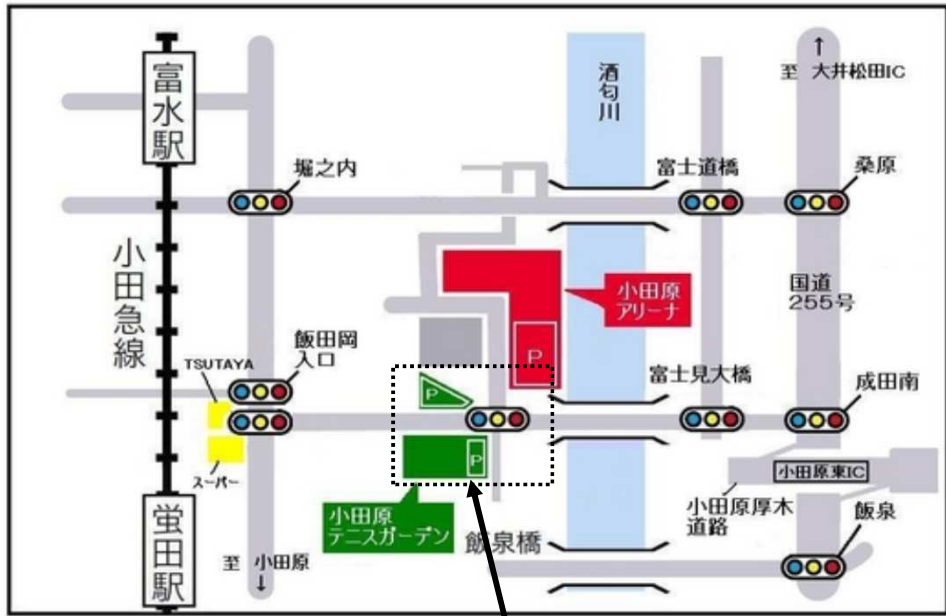 ↑
至 大井松田IC
富水駅
酒匂川
堀之内
富士道橋
桑原
小田急線
国道
255号
小田原
アリーナ
P
飯田岡
入口
TSUTAYA
富士見大橋
成田南
P
P
スーパー
小田原東IC
小田原厚木
道路
小田原
テニスガーデン
飯泉橋
飯泉
蛍田駅
至 小田原
↓